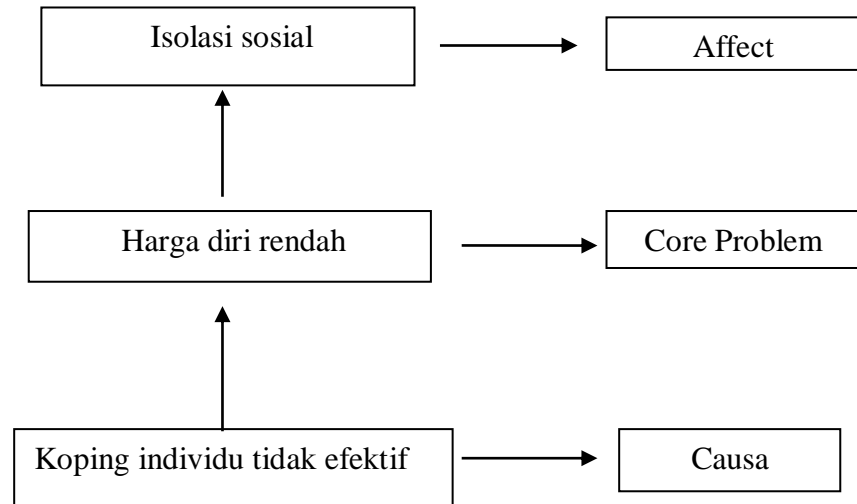 Isolasi sosial
Affect
Harga diri rendah
Core Problem
Koping individu tidak efektif
Causa